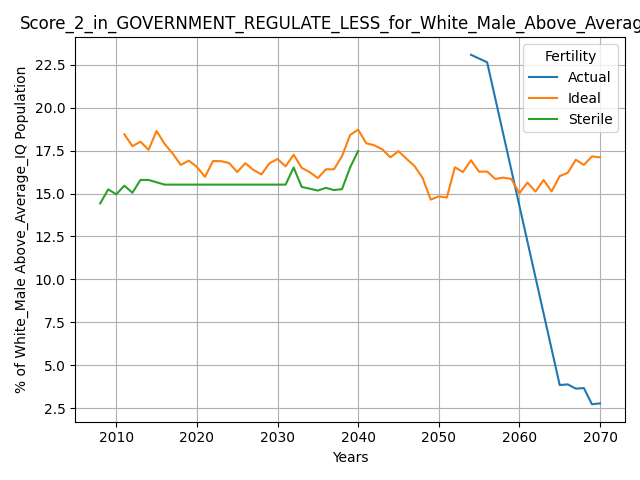 Score_2_in_GOVERNMENT_REGULATE_LESS_for_White_Male_Above_Averag
% of White_Male Above_Average_IQ Population
22.5
20.0
17.5
15.0
12.5
10.0
7.5
5.0
2.5
Fertility
Actual
Ideal
Sterile
2010
2020
2030
2040
2050
2060
2070
Years